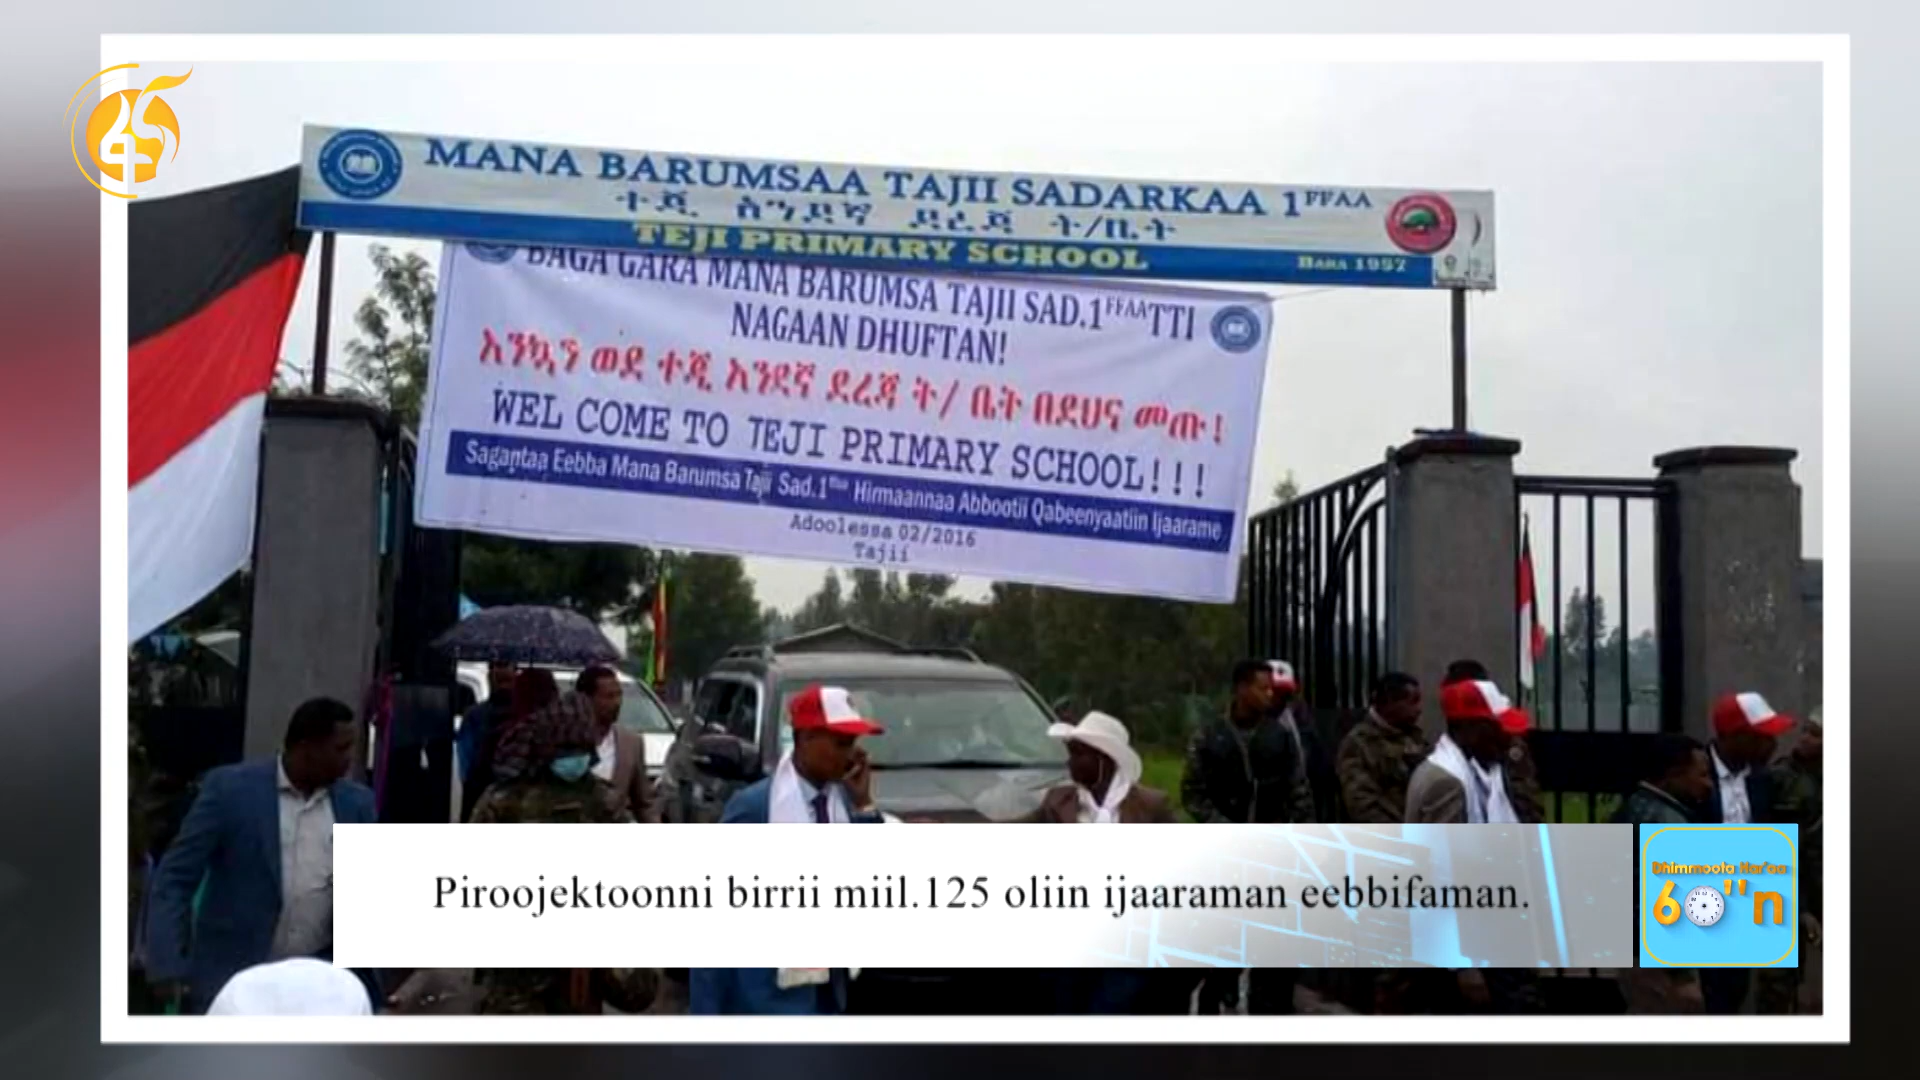 MANA BARUMSAA TAJII SADARKAA 1FFAA
ተጂ አንደኛ ደረጃ ት/ቤት
TEJI PRIMARY SCHOOL
BARA 1957
BAGA GARA MANA BARUMSA TAJII SAD.1FFAATTI
NAGAAN DHUFTAN!
እንኳን ወደ ተጂ አንደኛ ደረጃ ት/ ቤት በደህና መጡ!
WEL COME TO TEJI PRIMARY SCHOOL!!!
Sagantaa Eebba Mana Barumsa Tajii Sad.1ffaa Hirmaannaa Abbootii Qabeenyaatiin Ijaarame
Adoolessa 02/2016
Tajii
Piroojektoonni birrii miil.125 oliin ijaaraman eebbifaman.
Dhimmoota Nar'aa
60''n